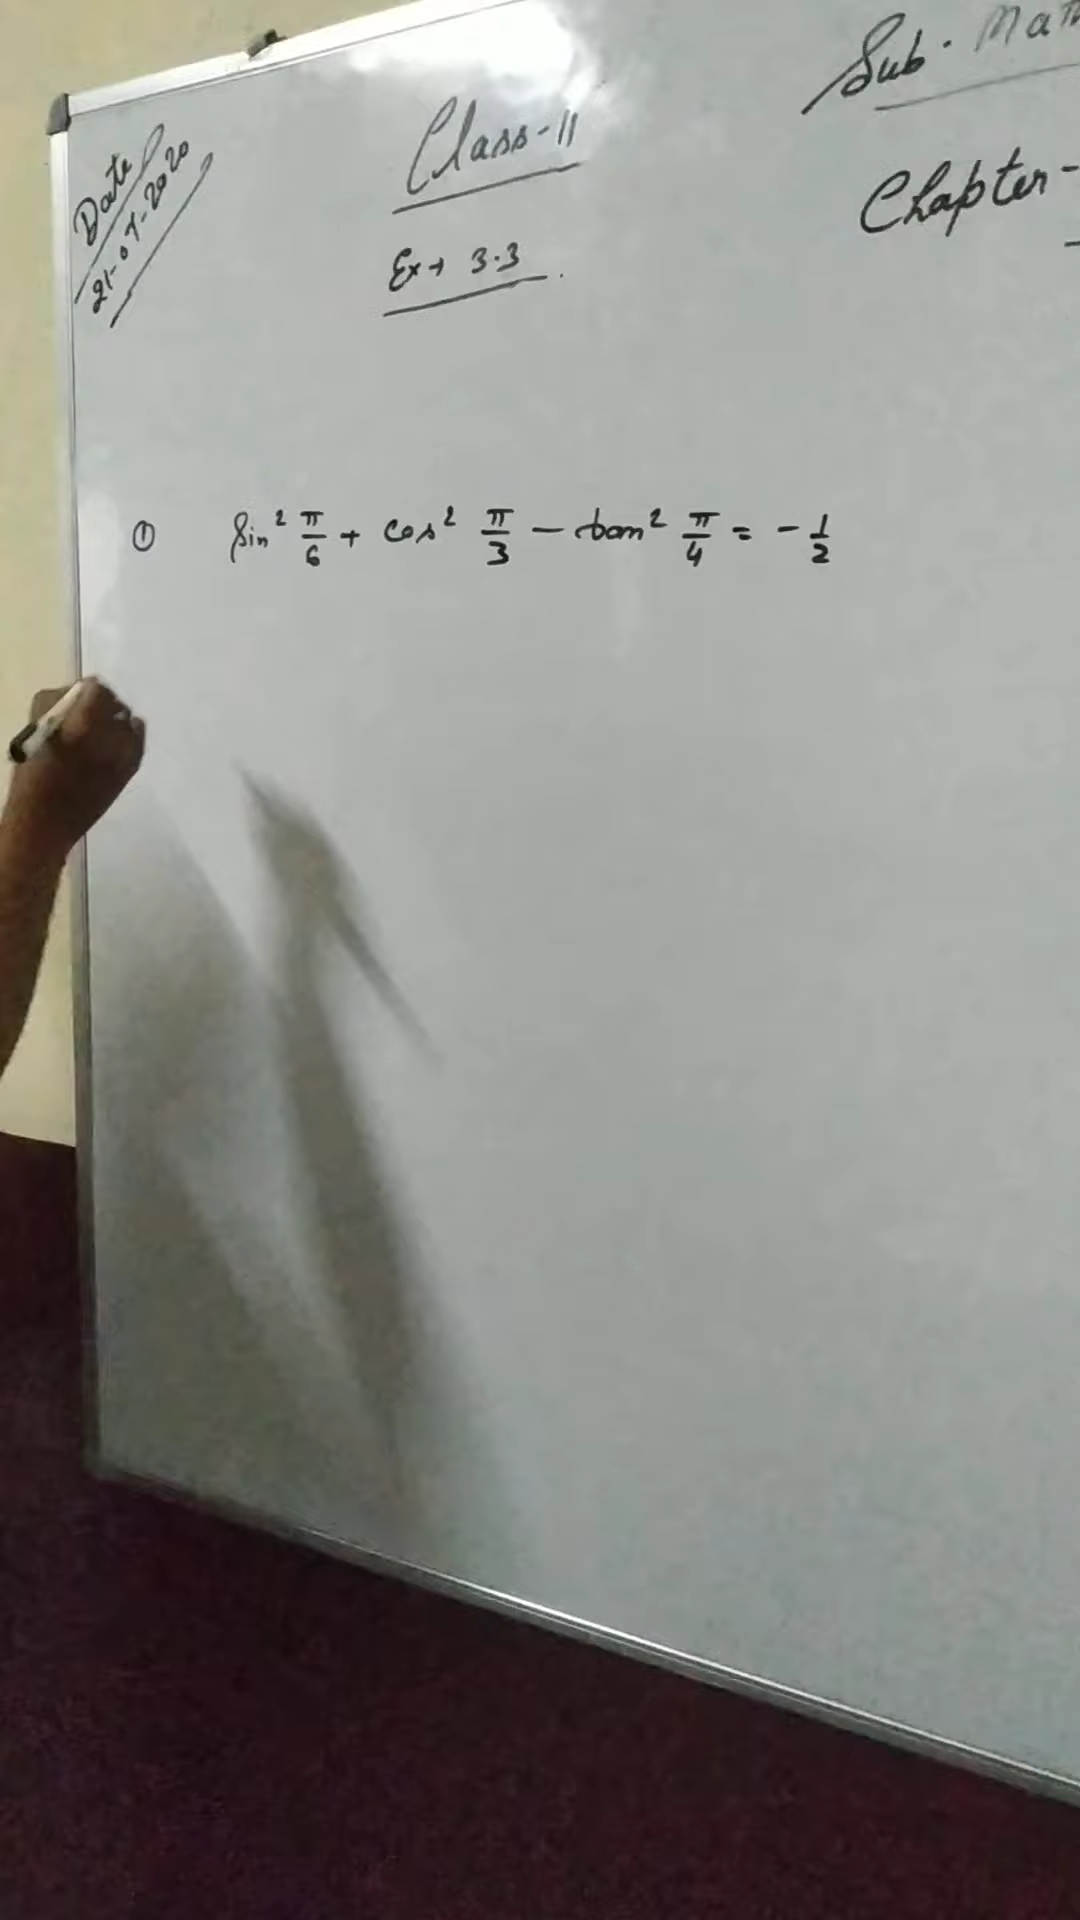 Date
21-07-2020
Class-11
Ex → 3.3
Sub. Mat
Chapter-
① Sin² π/6 + cos² π/3 − tan² π/4 = − 1/2